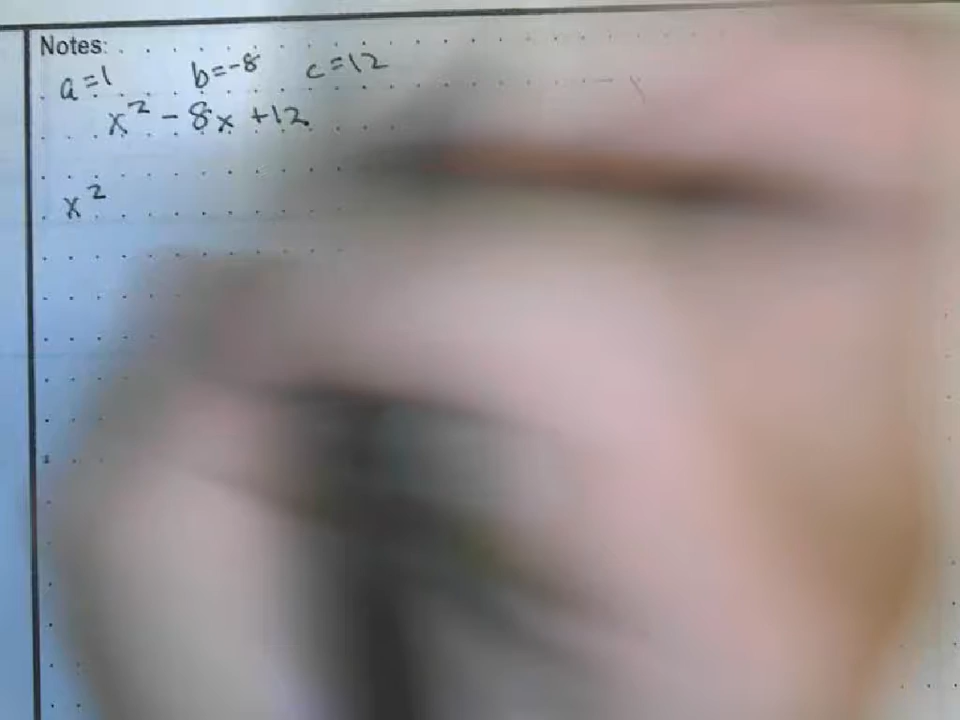 Notes:
a=1 b=-8 c=12
x² - 8x +12
x²